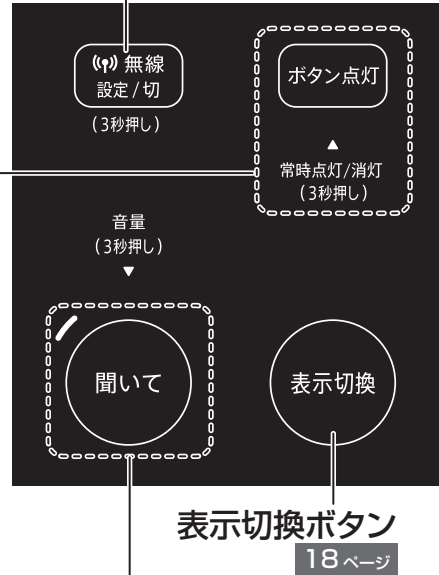 無線
設定/切
(3秒押し)
ボタン点灯
▲
常時点灯/消灯
(3秒押し)
音量
(3秒押し)
▼
聞いて
表示切換
表示切換ボタン
18ページ